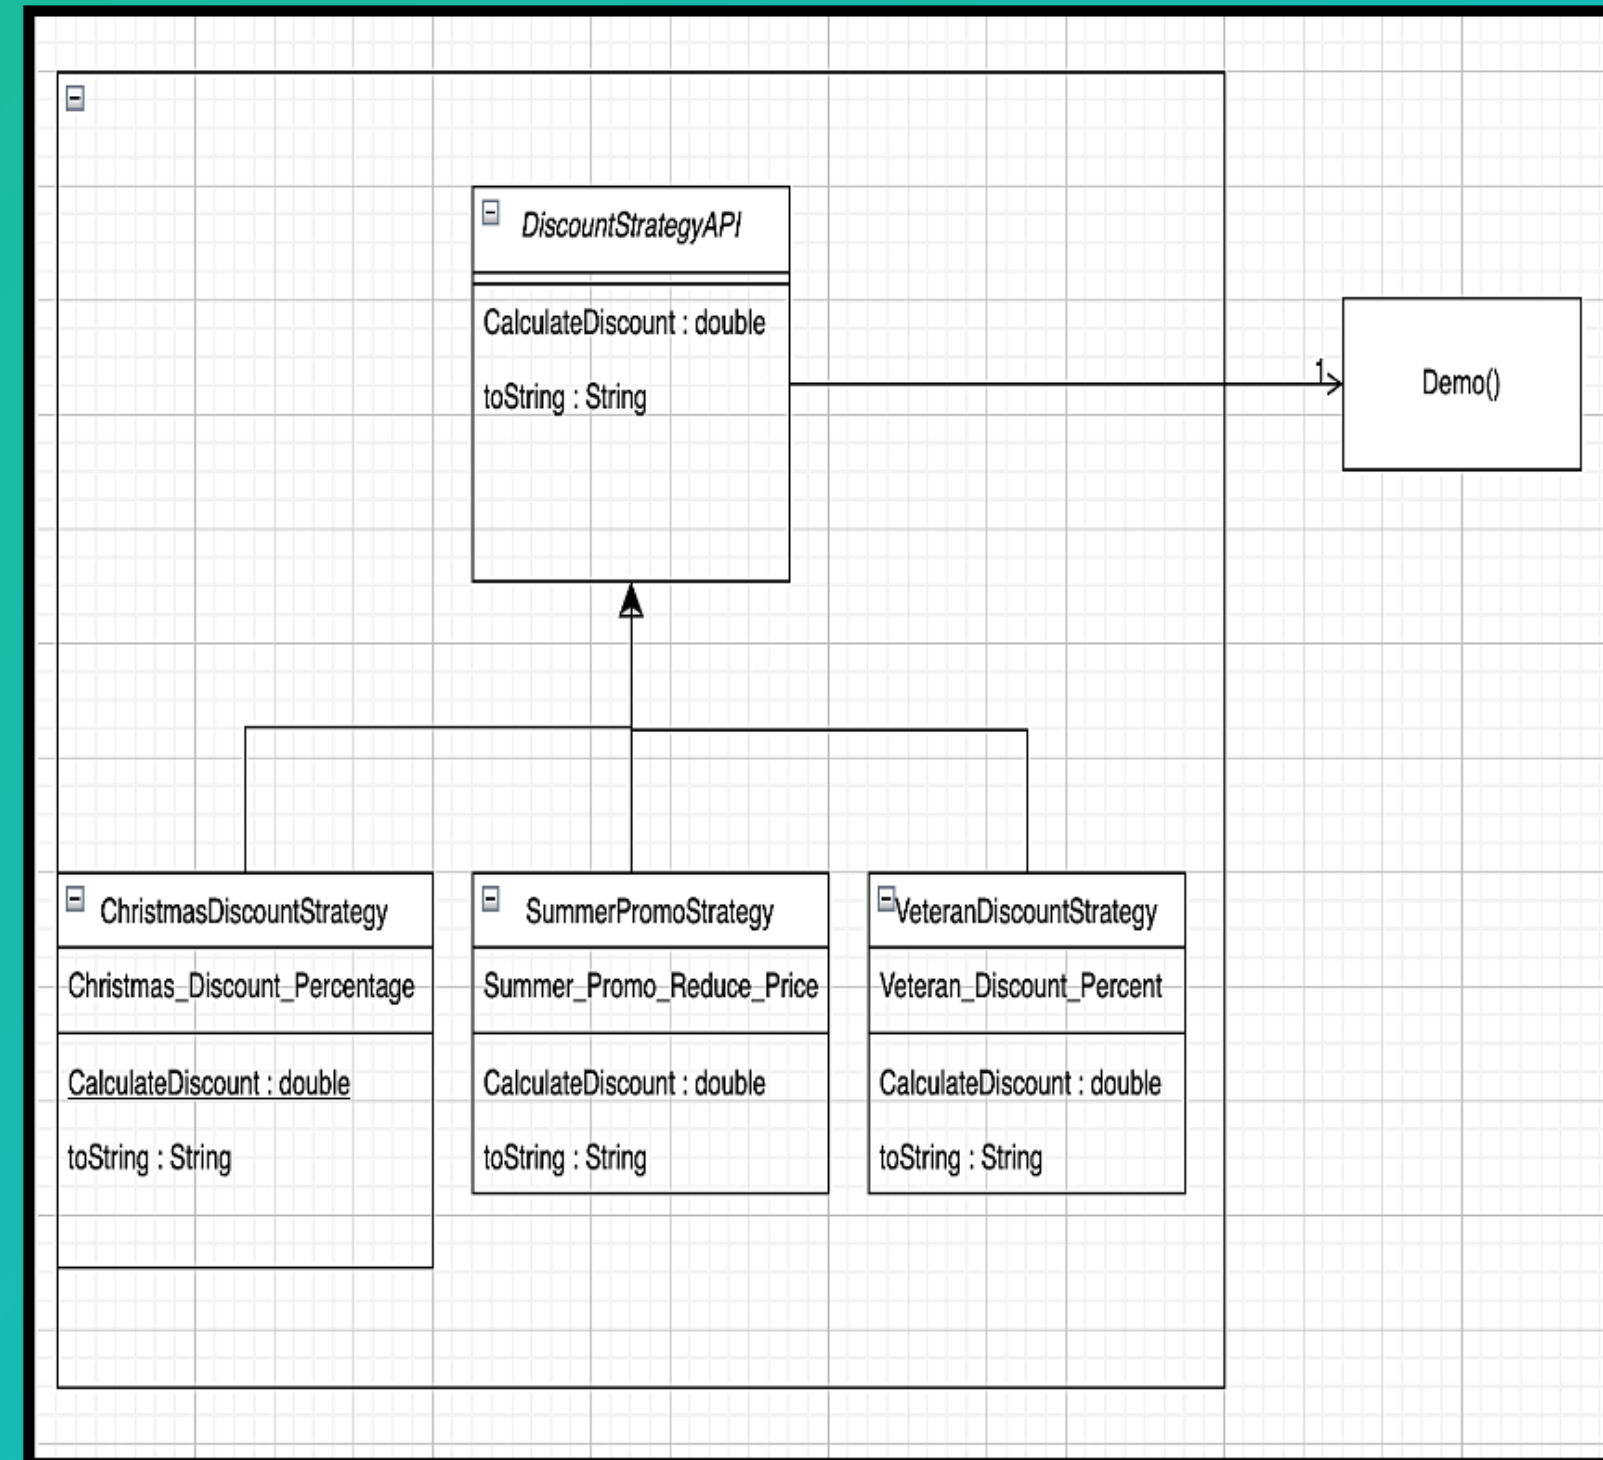 DiscountStrategyAPI
CalculateDiscount : double
toString : String
1
Demo()
ChristmasDiscountStrategy
Christmas_Discount_Percentage
CalculateDiscount : double
toString : String
SummerPromoStrategy
Summer_Promo_Reduce_Price
CalculateDiscount : double
toString : String
VeteranDiscountStrategy
Veteran_Discount_Percent
CalculateDiscount : double
toString : String